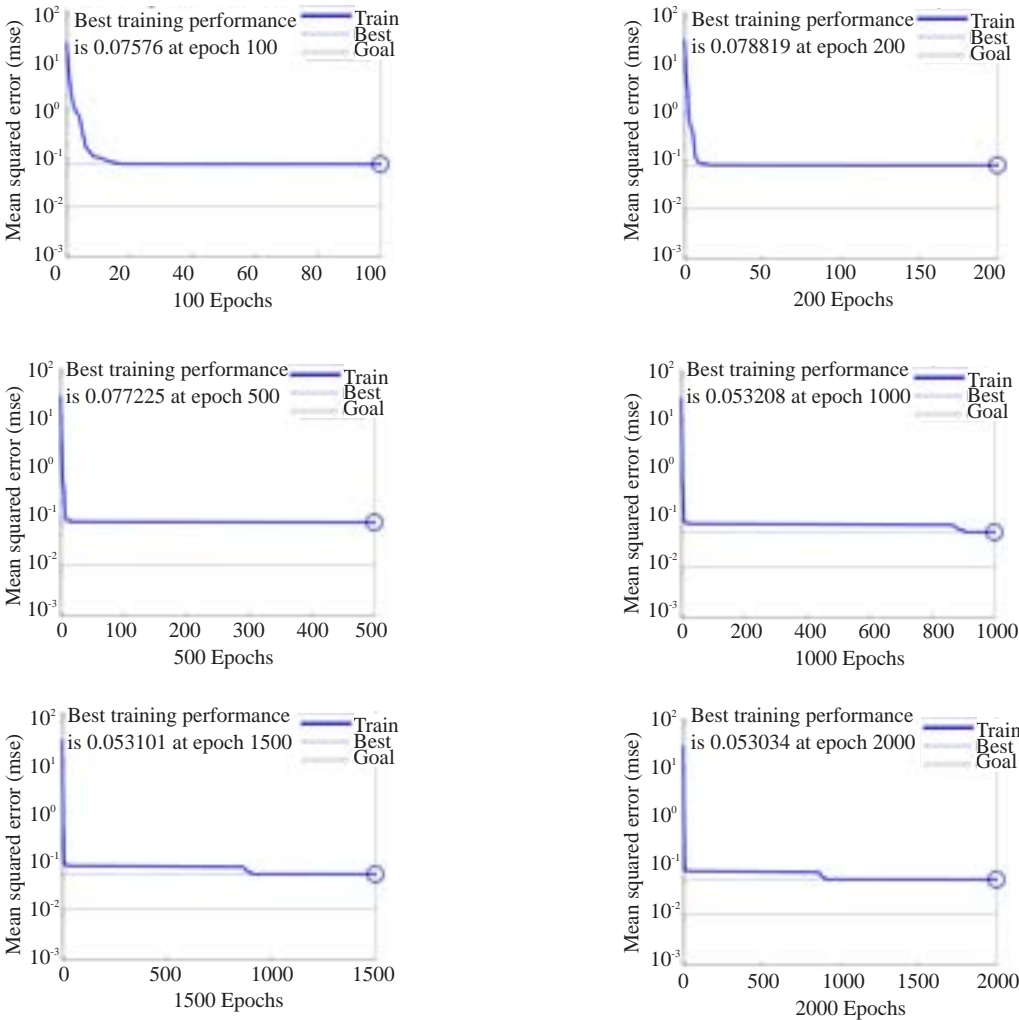 Best training performance
is 0.07576 at epoch 100
Train
Best
Goal
Mean squared error (mse)
10²
10¹
10⁰
10⁻¹
10⁻²
10⁻³
0 20 40 60 80 100
100 Epochs
Best training performance
is 0.078819 at epoch 200
Train
Best
Goal
Mean squared error (mse)
10²
10¹
10⁰
10⁻¹
10⁻²
10⁻³
0 50 100 150 200
200 Epochs
Best training performance
is 0.077225 at epoch 500
Train
Best
Goal
Mean squared error (mse)
10²
10¹
10⁰
10⁻¹
10⁻²
10⁻³
0 100 200 300 400 500
500 Epochs
Best training performance
is 0.053208 at epoch 1000
Train
Best
Goal
Mean squared error (mse)
10²
10¹
10⁰
10⁻¹
10⁻²
10⁻³
0 200 400 600 800 1000
1000 Epochs
Best training performance
is 0.053101 at epoch 1500
Train
Best
Goal
Mean squared error (mse)
10²
10¹
10⁰
10⁻¹
10⁻²
10⁻³
0 500 1000 1500
1500 Epochs
Best training performance
is 0.053034 at epoch 2000
Train
Best
Goal
Mean squared error (mse)
10²
10¹
10⁰
10⁻¹
10⁻²
10⁻³
0 500 1000 1500 2000
2000 Epochs